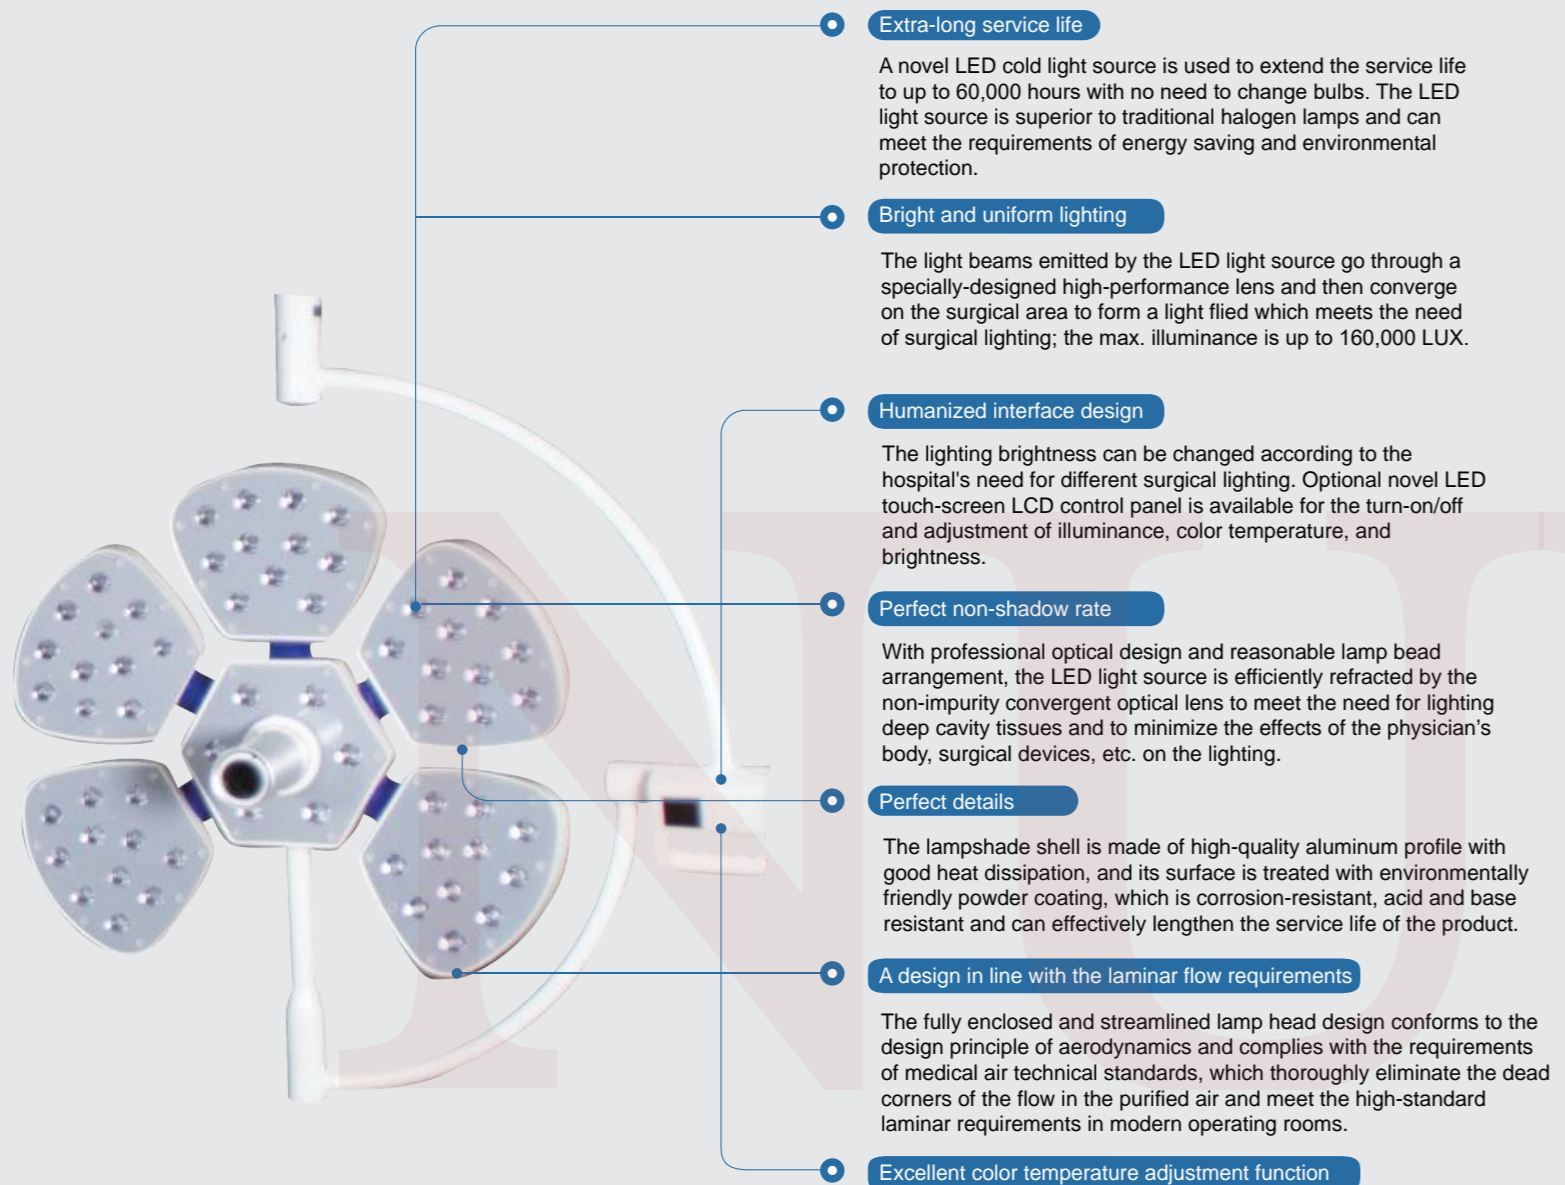 Extra-long service life
A novel LED cold light source is used to extend the service life
to up to 60,000 hours with no need to change bulbs. The LED
light source is superior to traditional halogen lamps and can
meet the requirements of energy saving and environmental
protection.
Bright and uniform lighting
The light beams emitted by the LED light source go through a
specially-designed high-performance lens and then converge
on the surgical area to form a light flied which meets the need
of surgical lighting; the max. illuminance is up to 160,000 LUX.
Humanized interface design
The lighting brightness can be changed according to the
hospital's need for different surgical lighting. Optional novel LED
touch-screen LCD control panel is available for the turn-on/off
and adjustment of illuminance, color temperature, and
brightness.
Perfect non-shadow rate
With professional optical design and reasonable lamp bead
arrangement, the LED light source is efficiently refracted by the
non-impurity convergent optical lens to meet the need for lighting
deep cavity tissues and to minimize the effects of the physician’s
body, surgical devices, etc. on the lighting.
Perfect details
The lampshade shell is made of high-quality aluminum profile with
good heat dissipation, and its surface is treated with environmentally
friendly powder coating, which is corrosion-resistant, acid and base
resistant and can effectively lengthen the service life of the product.
A design in line with the laminar flow requirements
The fully enclosed and streamlined lamp head design conforms to the
design principle of aerodynamics and complies with the requirements
of medical air technical standards, which thoroughly eliminate the dead
corners of the flow in the purified air and meet the high-standard
laminar requirements in modern operating rooms.
Excellent color temperature adjustment function
NU